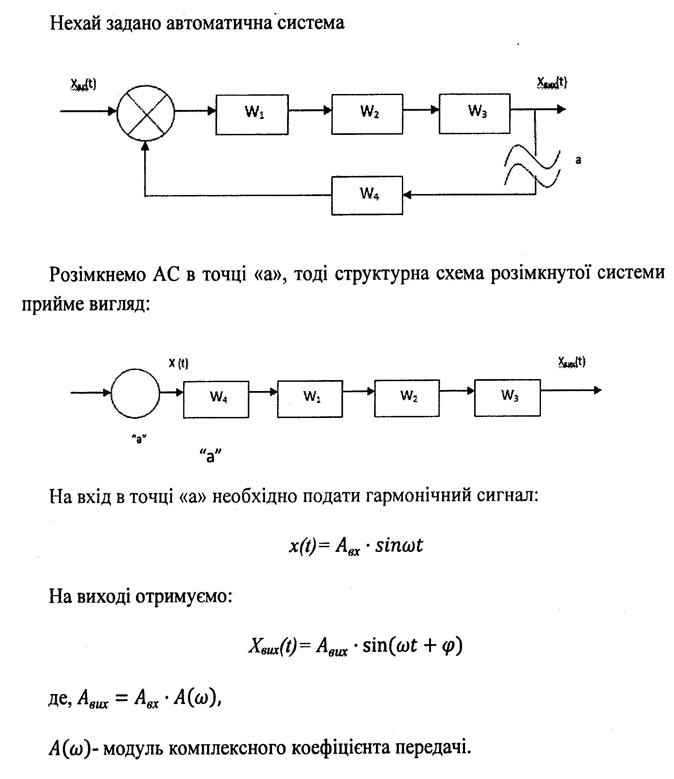 Нехай задано автоматична система
Xвх(t)
Xвих(t)
W₁
W₂
W₃
a
W₄
Розімкнемо АС в точці «а», тоді структурна схема розімкнутої системи
прийме вигляд:
X (t)
Xвих(t)
W₄
W₁
W₂
W₃
"a"
"a"
На вхід в точці «а» необхідно подати гармонічний сигнал:
x(t)= Aвх · sinωt
На виході отримуємо:
Xвих(t)= Aвих · sin(ωt + φ)
де, Aвих = Aвх · A(ω),
A(ω)- модуль комплексного коефіцієнта передачі.